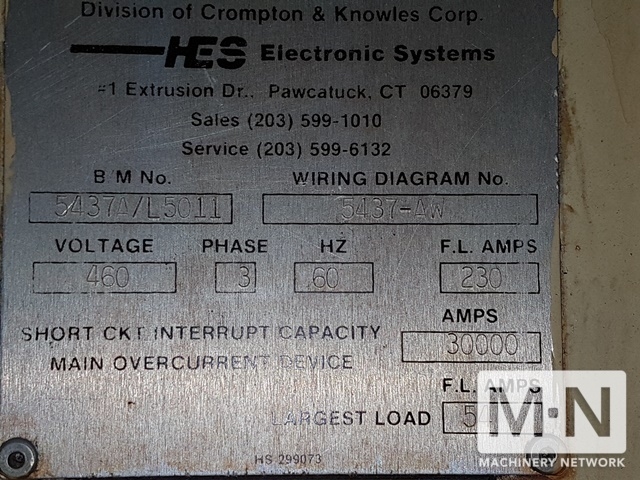 Division of Crompton & Knowles Corp.
HES Electronic Systems
#1 Extrusion Dr., Pawcatuck, CT 06379
Sales (203) 599-1010
Service (203) 599-6132
B/M No. WIRING DIAGRAM No.
5437A/L5011 5437-AW
VOLTAGE PHASE HZ F.L. AMPS
460 3 60 230
AMPS
SHORT CKT INTERRUPT CAPACITY
MAIN OVERCURRENT DEVICE 30000
F.L. AMPS
LARGEST LOAD
HS 299073
M·N
MACHINERY NETWORK